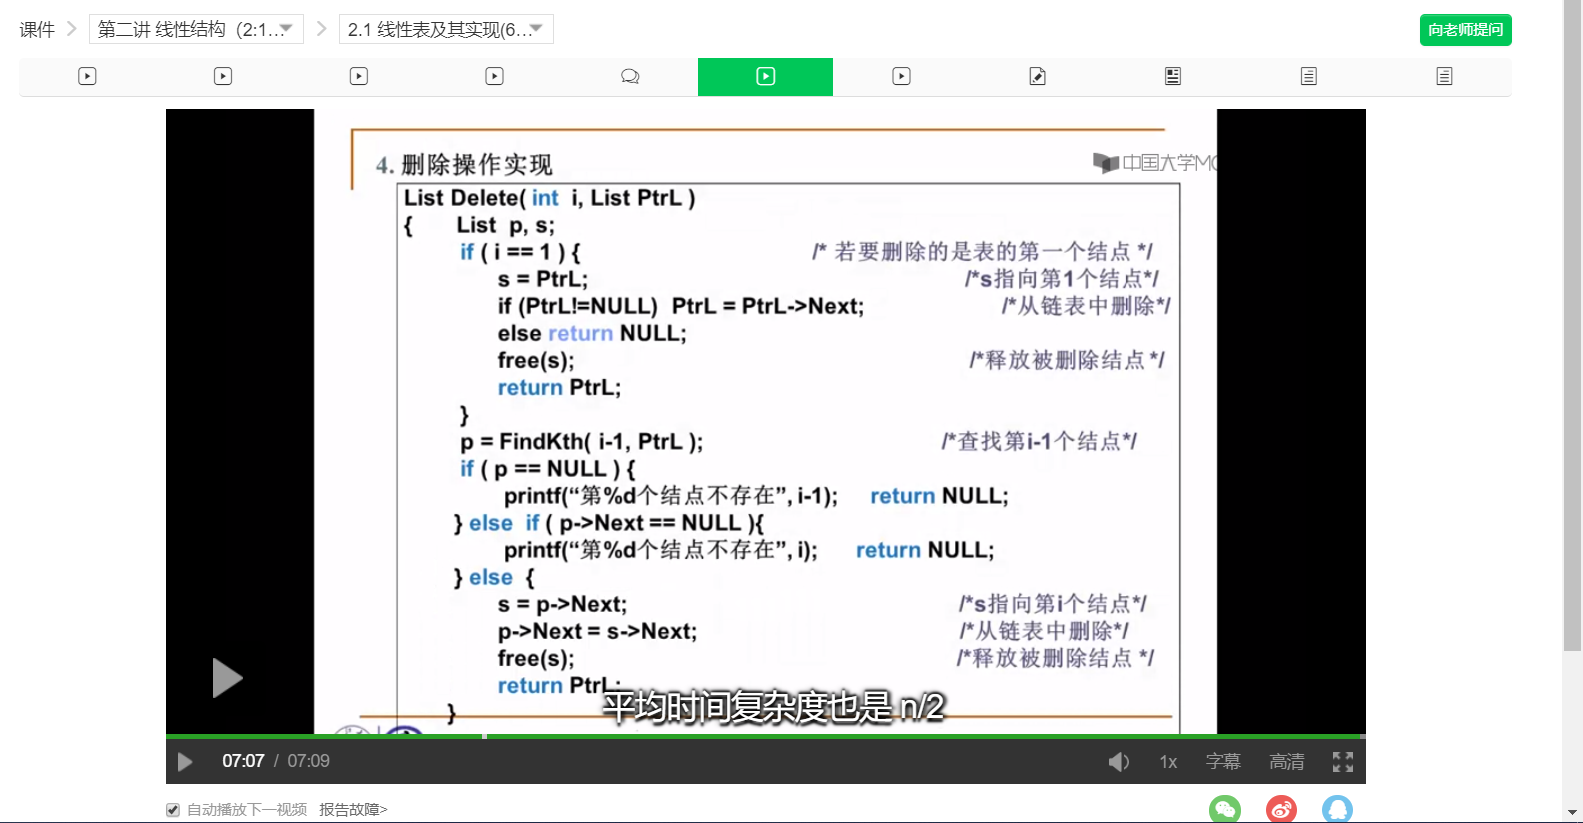 课件
第二讲 线性结构（2:1…
2.1 线性表及其实现(6…
向老师提问
4. 删除操作实现
中国大学MO
List Delete( int i, List PtrL )
{ List p, s;
if ( i == 1 ) { /* 若要删除的是表的第一个结点 */
s = PtrL; /*s指向第1个结点*/
if (PtrL!=NULL) PtrL = PtrL->Next; /*从链表中删除*/
else return NULL;
free(s); /*释放被删除结点 */
return PtrL;
}
p = FindKth( i-1, PtrL ); /*查找第i-1个结点*/
if ( p == NULL ) {
printf(“第%d个结点不存在”, i-1); return NULL;
} else if ( p->Next == NULL ){
printf(“第%d个结点不存在”, i); return NULL;
} else {
s = p->Next; /*s指向第i个结点*/
p->Next = s->Next; /*从链表中删除*/
free(s); /*释放被删除结点 */
return PtrL;
}
平均时间复杂度也是 n/2
07:07 / 07:09
1x 字幕 高清
自动播放下一视频 报告故障>